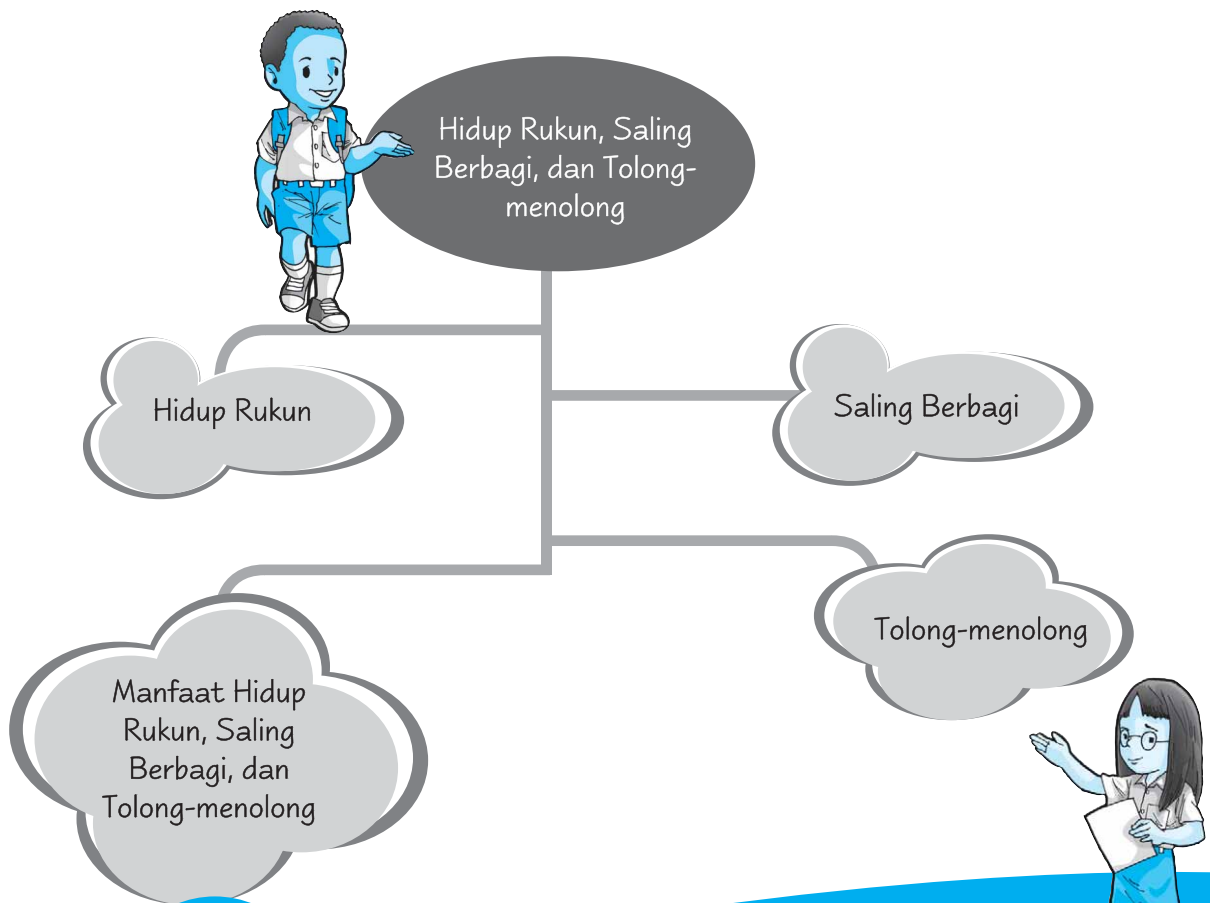 Hidup Rukun, Saling
Berbagi, dan Tolong-
menolong
Hidup Rukun
Saling Berbagi
Tolong-menolong
Manfaat Hidup
Rukun, Saling
Berbagi, dan
Tolong-menolong